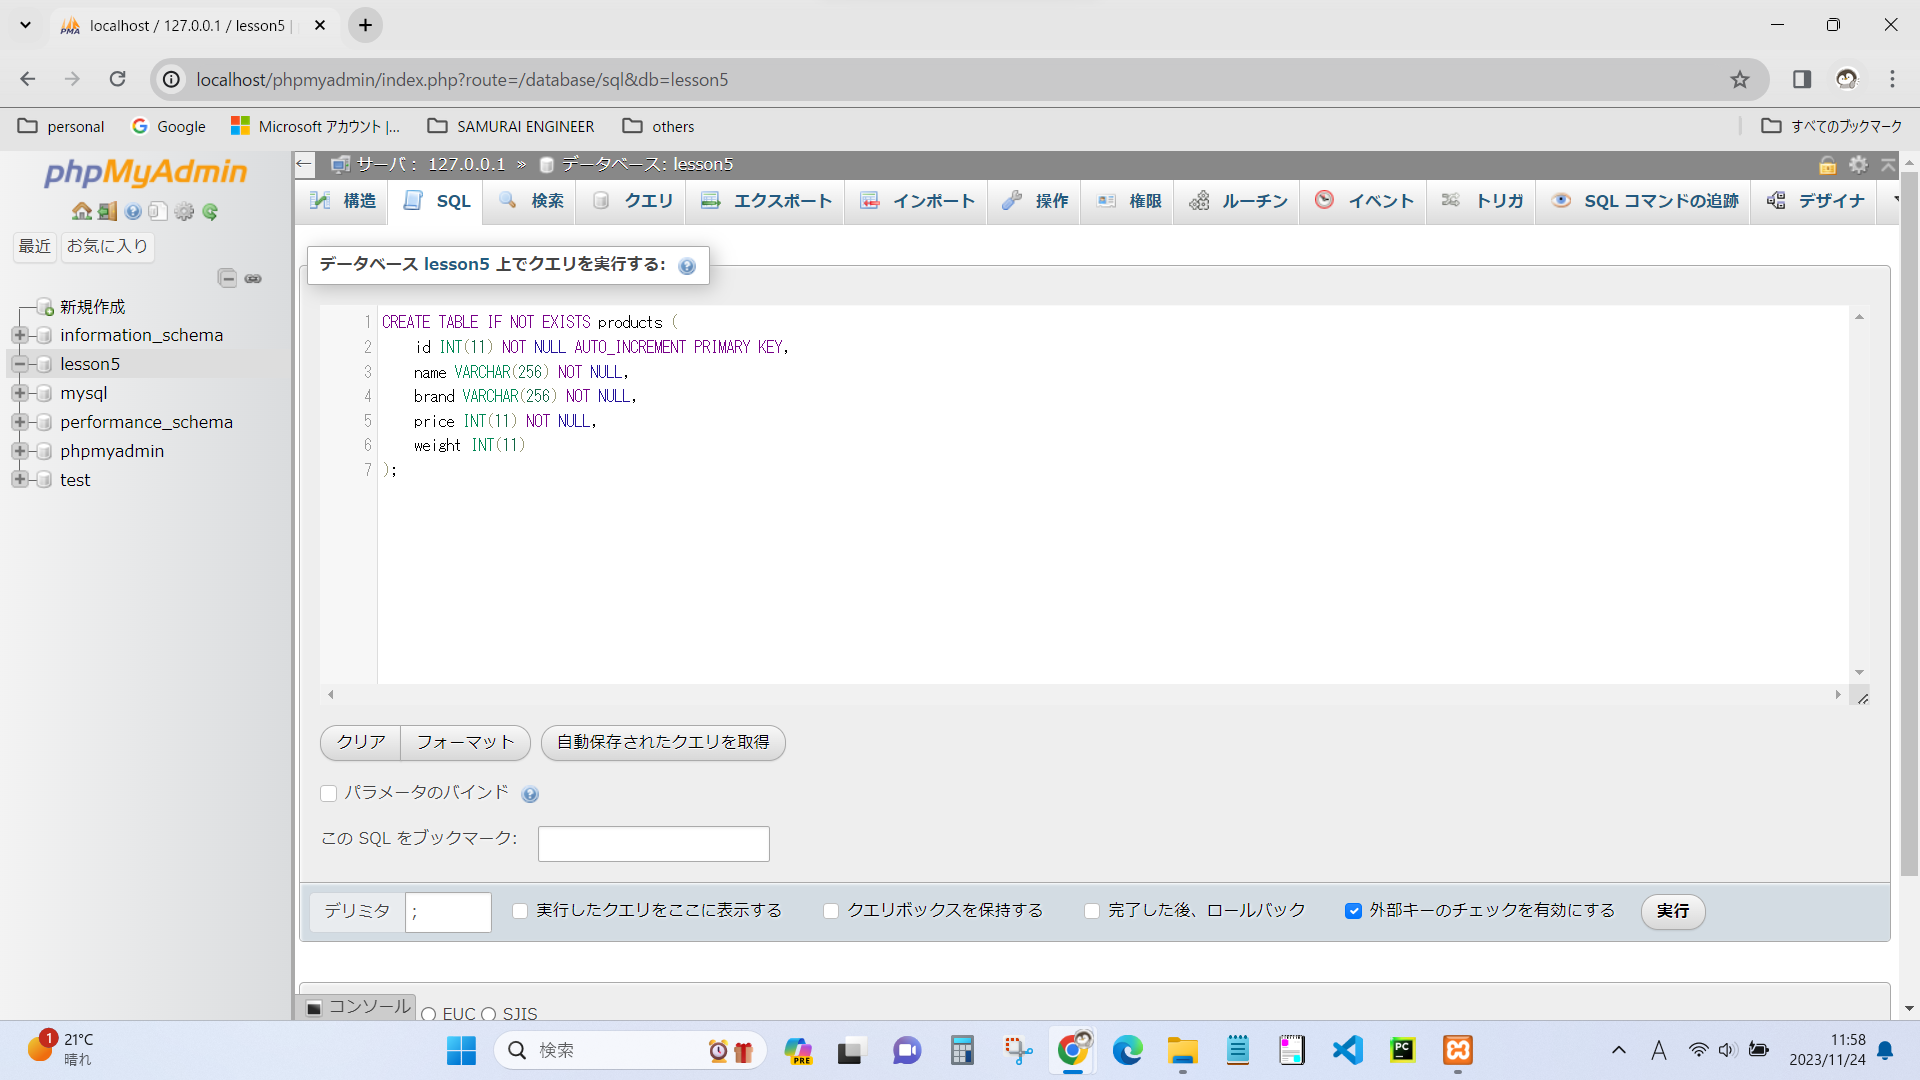 localhost / 127.0.0.1 / lesson5 |
localhost/phpmyadmin/index.php?route=/database/sql&db=lesson5
personal
Google
Microsoft アカウント |...
SAMURAI ENGINEER
others
すべてのブックマーク
phpMyAdmin
最近
お気に入り
新規作成
information_schema
lesson5
mysql
performance_schema
phpmyadmin
test
サーバ: 127.0.0.1 » データベース: lesson5
構造
SQL
検索
クエリ
エクスポート
インポート
操作
権限
ルーチン
イベント
トリガ
SQL コマンドの追跡
デザイナ
データベース lesson5 上でクエリを実行する:
1 CREATE TABLE IF NOT EXISTS products (
2 id INT(11) NOT NULL AUTO_INCREMENT PRIMARY KEY,
3 name VARCHAR(256) NOT NULL,
4 brand VARCHAR(256) NOT NULL,
5 price INT(11) NOT NULL,
6 weight INT(11)
7 );
クリア
フォーマット
自動保存されたクエリを取得
パラメータのバインド
この SQL をブックマーク:
デリミタ
;
実行したクエリをここに表示する
クエリボックスを保持する
完了した後、ロールバック
外部キーのチェックを有効にする
実行
コンソール
EUC
SJIS
1
21°C
晴れ
検索
PRE
PC
A
11:58
2023/11/24